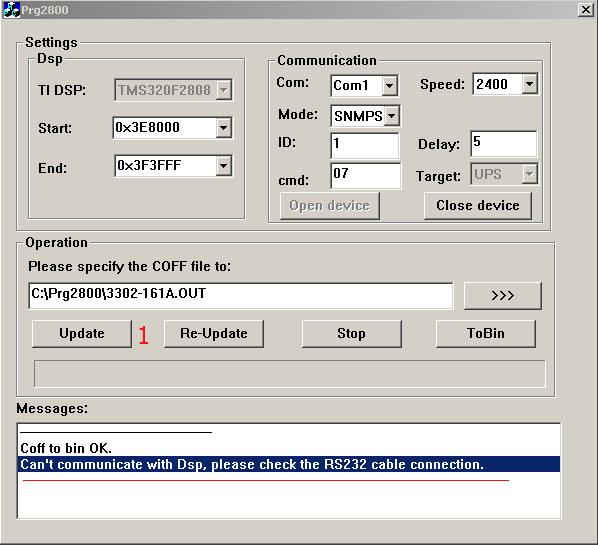 Prg2800
Settings
Dsp
TI DSP: TMS320F2808
Start: 0x3E8000
End: 0x3F3FFF
Communication
Com: Com1 Speed: 2400
Mode: SNMPS
ID: 1 Delay: 5
cmd: 07 Target: UPS
Open device Close device
Operation
Please specify the COFF file to:
C:\Prg2800\3302-161A.OUT >>>
Update 1 Re-Update Stop ToBin
Messages:
Coff to bin OK.
Can't communicate with Dsp, please check the RS232 cable connection.